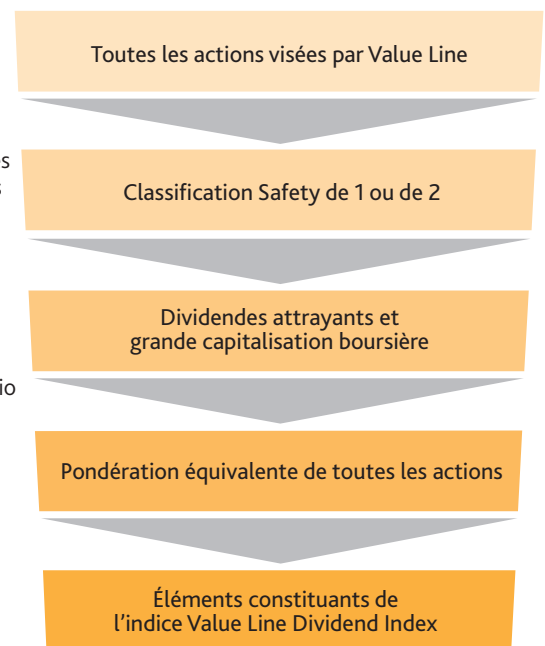 Toutes les actions visées par Value Line
Classification Safety de 1 ou de 2
Dividendes attrayants et
grande capitalisation boursière
Pondération équivalente de toutes les actions
Éléments constituants de
l'indice Value Line Dividend Index